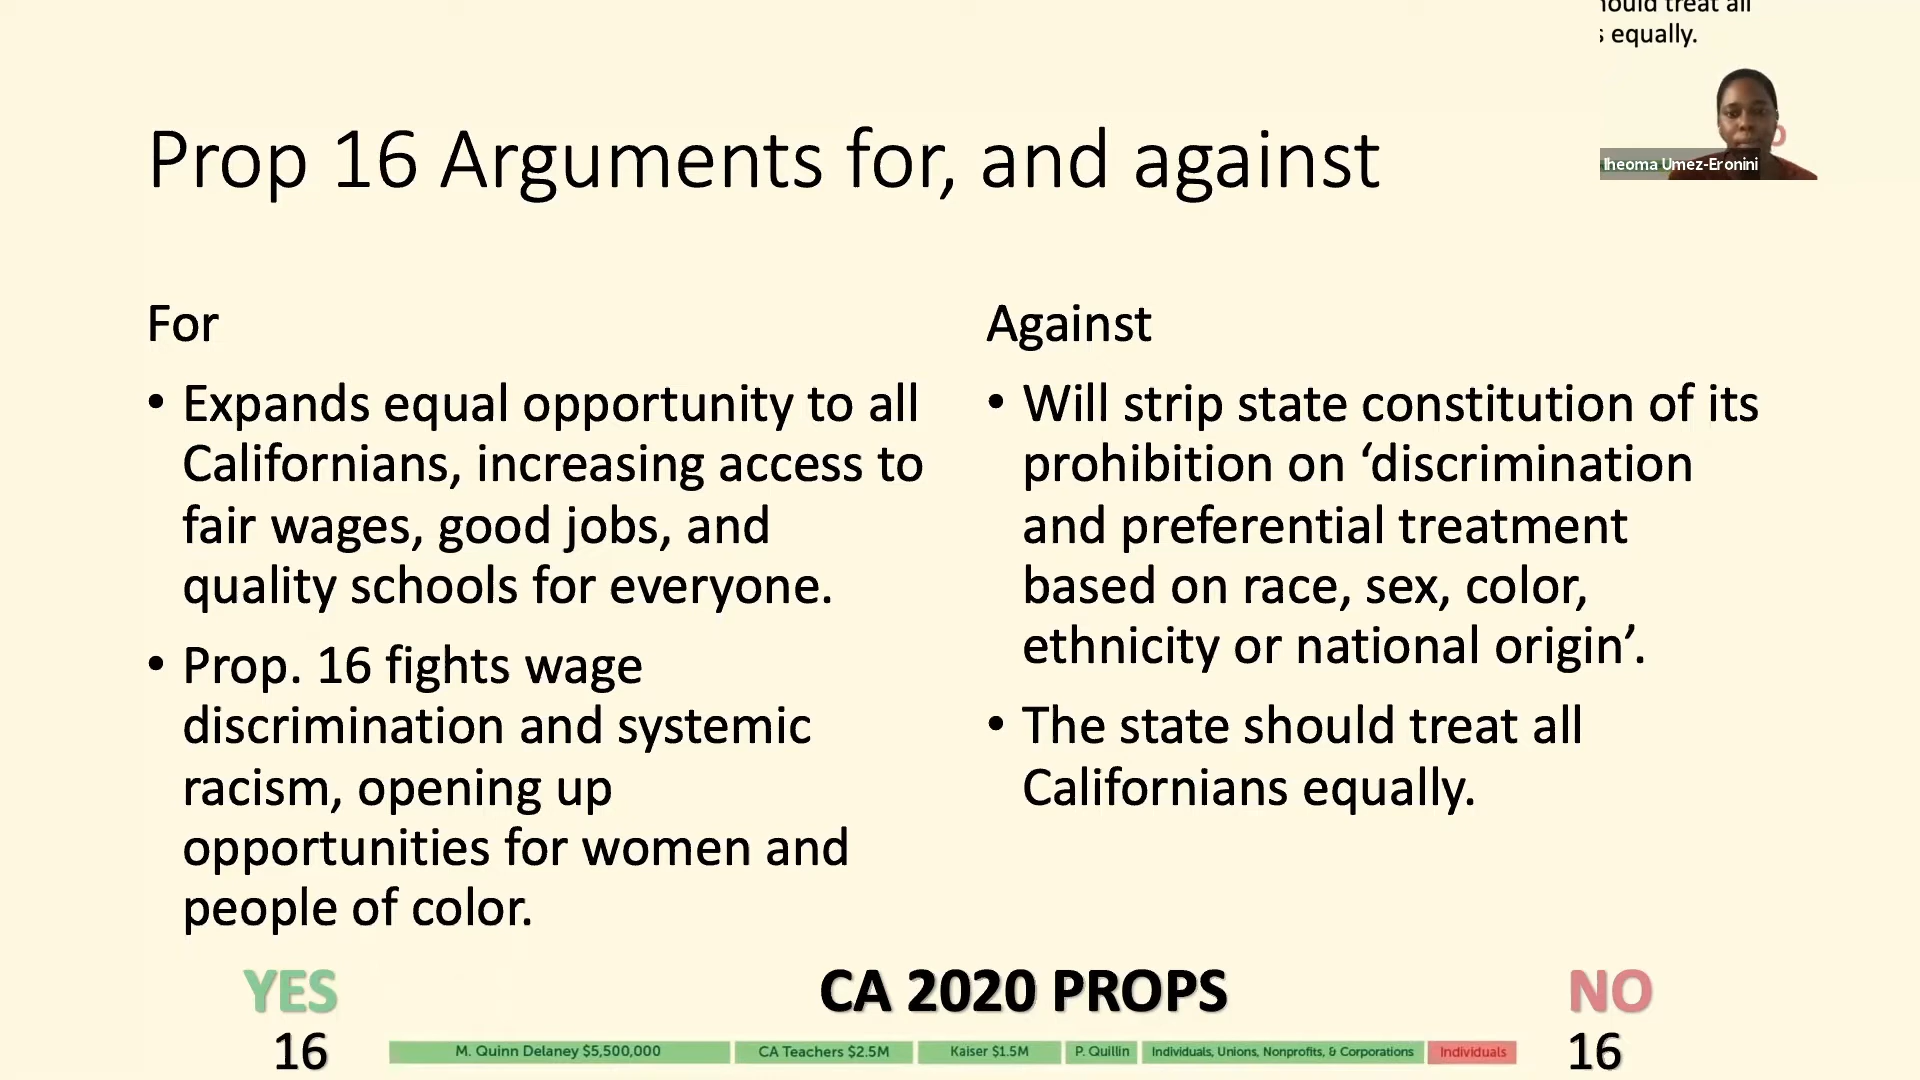 should treat all
s equally.
Iheoma Umez-Eronini
Prop 16 Arguments for, and against
For
• Expands equal opportunity to all
Californians, increasing access to
fair wages, good jobs, and
quality schools for everyone.
• Prop. 16 fights wage
discrimination and systemic
racism, opening up
opportunities for women and
people of color.
Against
• Will strip state constitution of its
prohibition on ‘discrimination
and preferential treatment
based on race, sex, color,
ethnicity or national origin’.
• The state should treat all
Californians equally.
YES
16
CA 2020 PROPS
M. Quinn Delaney $5,500,000
CA Teachers $2.5M
Kaiser $1.5M
P. Quillin
Individuals, Unions, Nonprofits, & Corporations
Individuals
NO
16